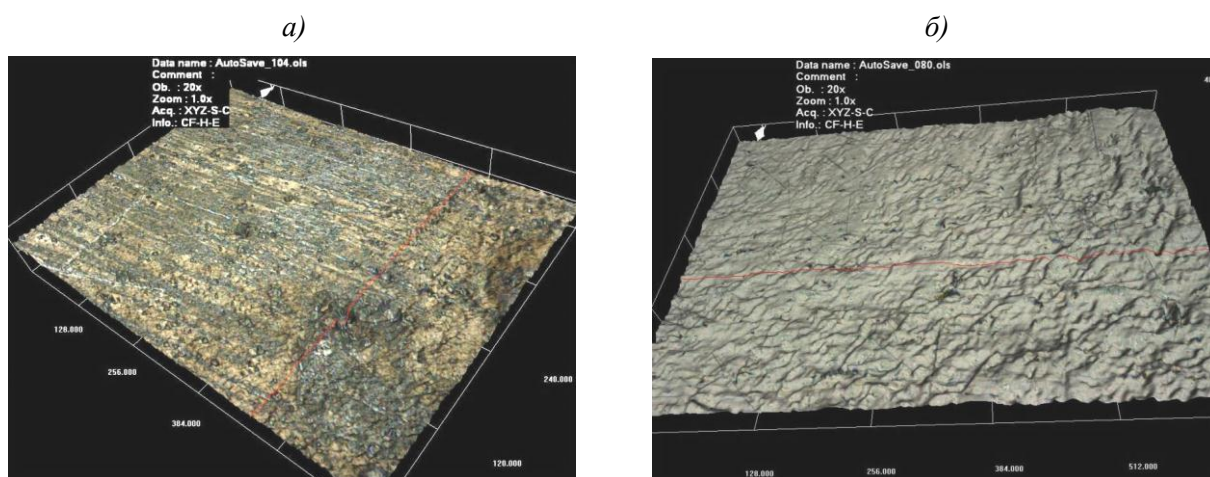 а)
Data name : AutoSave_104.ols
Comment :
Ob. : 20x
Zoom : 1.0x
Acq. : XYZ-S-C
Info.: CF-H-E
128.000
256.000
384.000
240.000
120.000
б)
Data name : AutoSave_080.ols
Comment :
Ob. : 20x
Zoom : 1.0x
Acq. : XYZ-S-C
Info.: CF-H-E
128.000
256.000
384.000
512.000